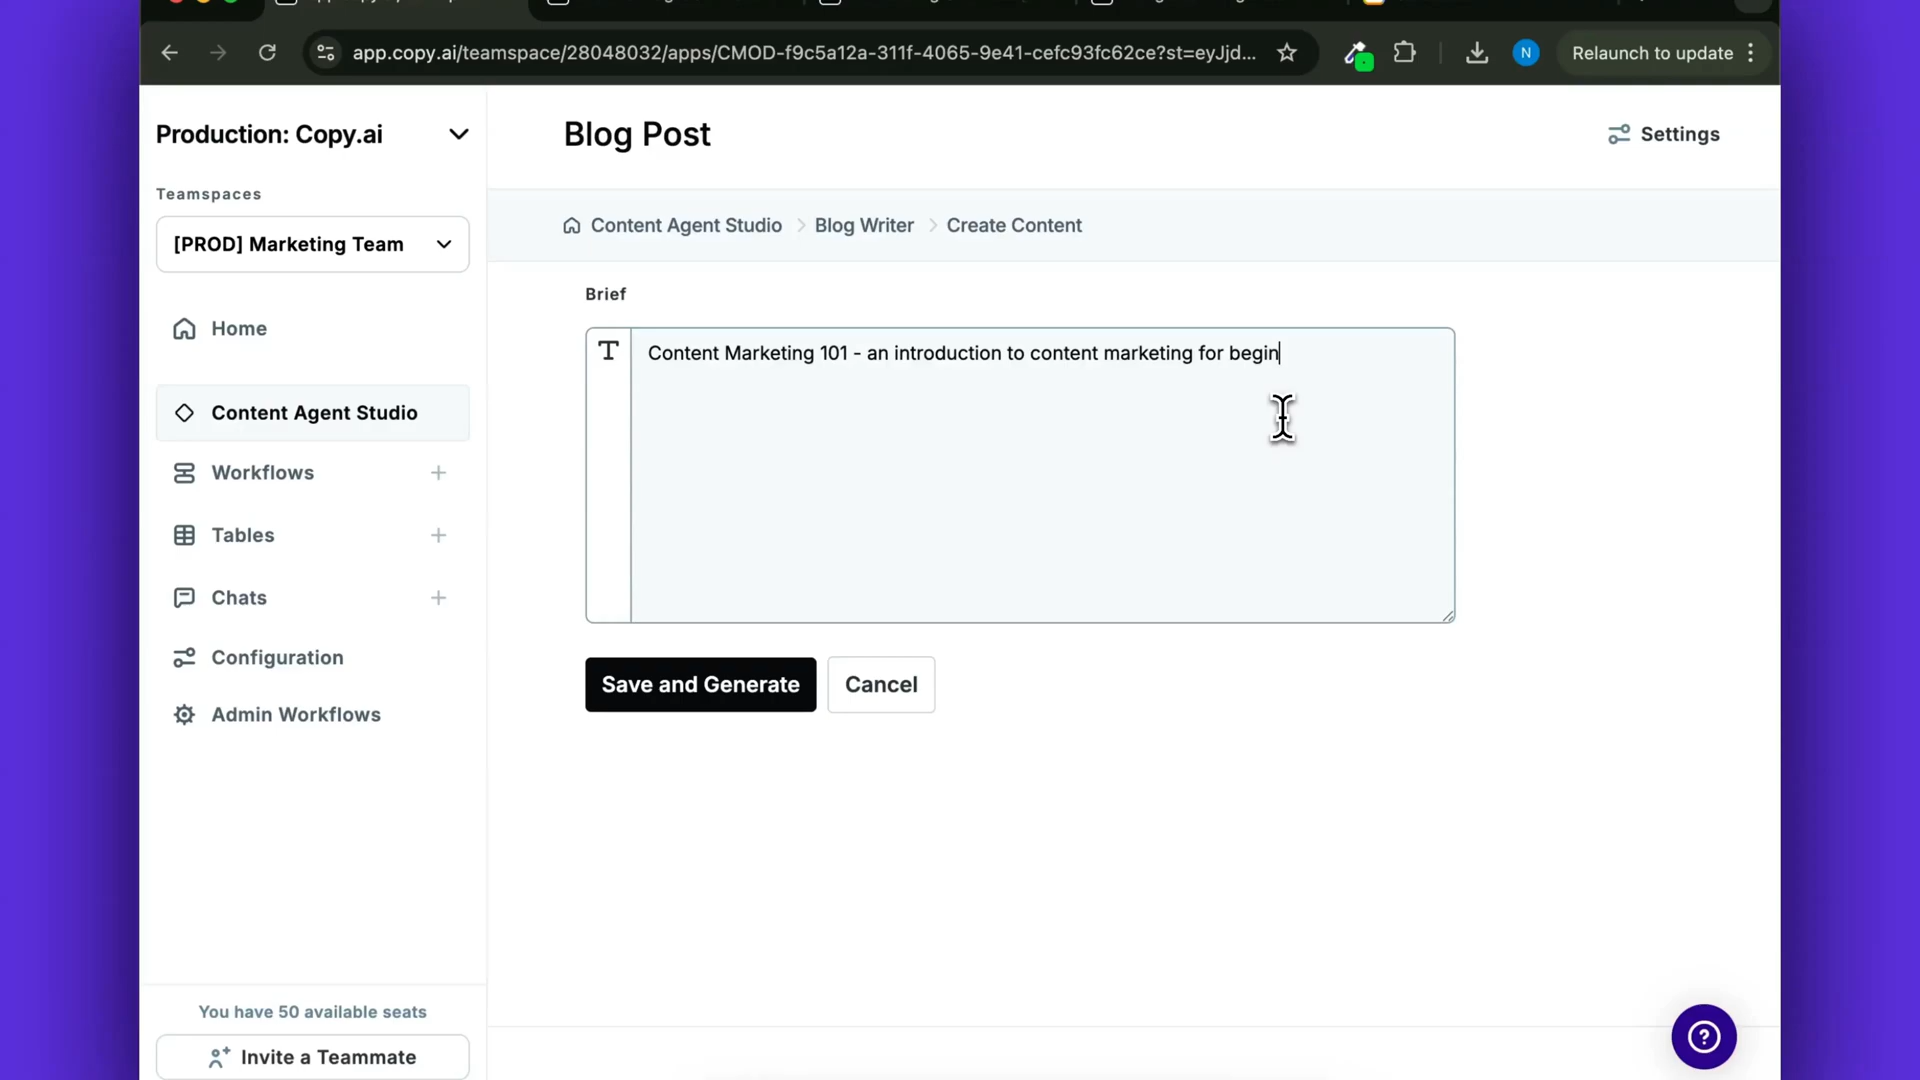 app.copy.ai/teamspace/28048032/apps/CMOD-f9c5a12a-311f-4065-9e41-cefc93fc62ce?st=eyJjd...
N
Relaunch to update
Production: Copy.ai
Blog Post
Settings
Teamspaces
[PROD] Marketing Team
Content Agent Studio
Blog Writer
Create Content
Home
Brief
T
Content Marketing 101 - an introduction to content marketing for begin
Content Agent Studio
Workflows
Tables
Chats
Configuration
Admin Workflows
Save and Generate
Cancel
You have 50 available seats
Invite a Teammate